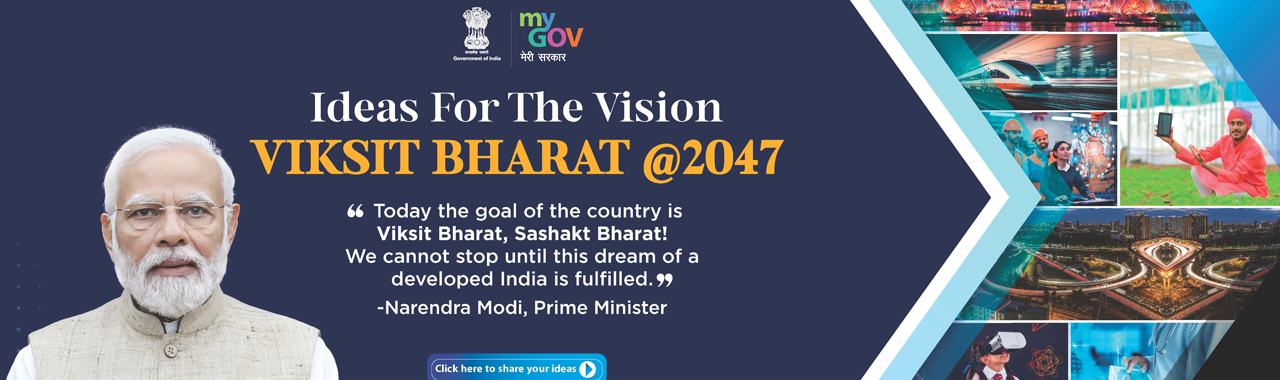 my
GOV
मेरी सरकार
सत्यमेव जयते
Government of India
Ideas For The Vision
VIKSIT BHARAT @2047
“ Today the goal of the country is
Viksit Bharat, Sashakt Bharat!
We cannot stop until this dream of a
developed India is fulfilled.”
-Narendra Modi, Prime Minister
Click here to share your ideas